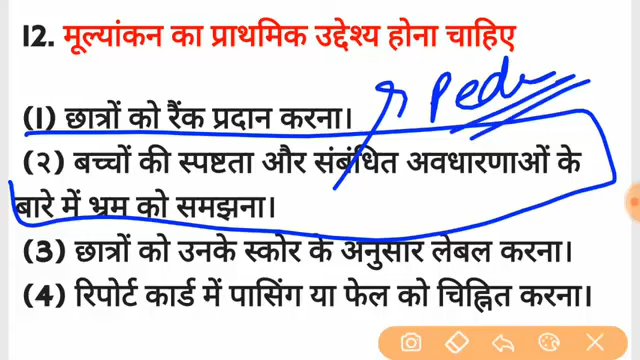 12. मूल्यांकन का प्राथमिक उद्देश्य होना चाहिए
(1) छात्रों को रैंक प्रदान करना।
(२) बच्चों की स्पष्टता और संबंधित अवधारणाओं के
बारे में भ्रम को समझना।
(3) छात्रों को उनके स्कोर के अनुसार लेबल करना।
(4) रिपोर्ट कार्ड में पासिंग या फेल को चिह्नित करना।